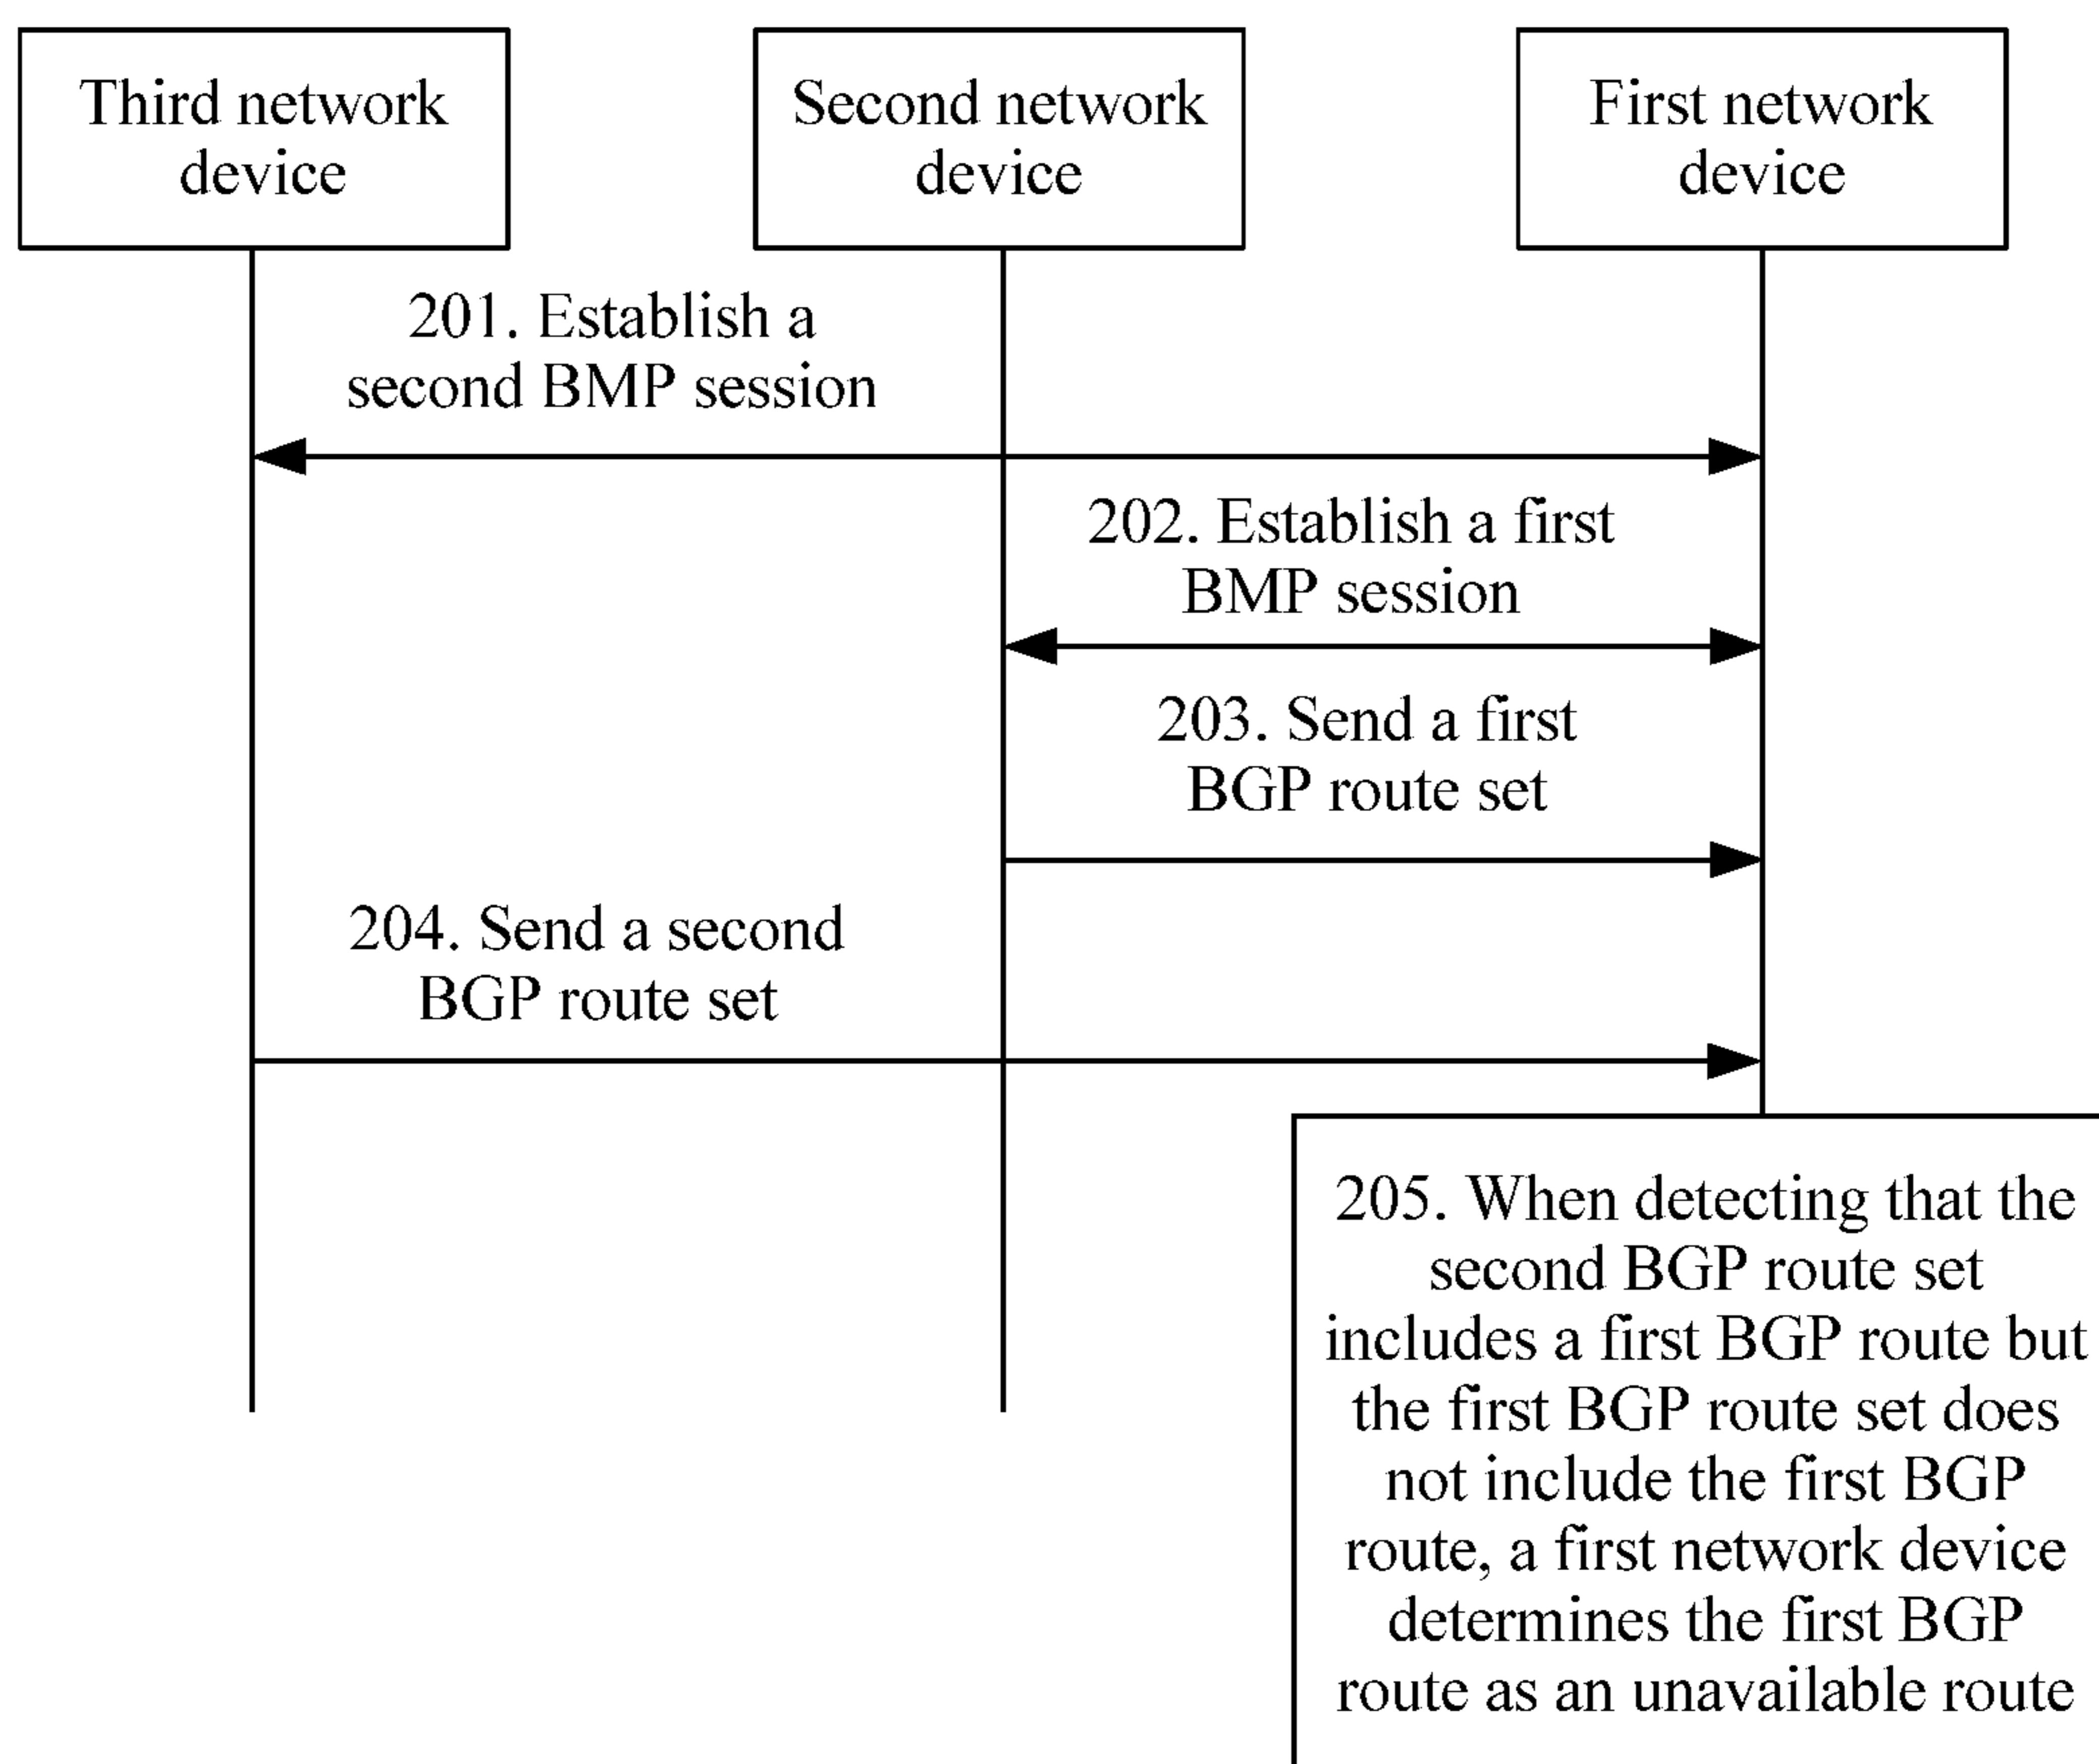 Third network
device
Second network
device
First network
device
201. Establish a
second BMP session
202. Establish a first
BMP session
203. Send a first
BGP route set
204. Send a second
BGP route set
205. When detecting that the
second BGP route set
includes a first BGP route but
the first BGP route set does
not include the first BGP
route, a first network device
determines the first BGP
route as an unavailable route